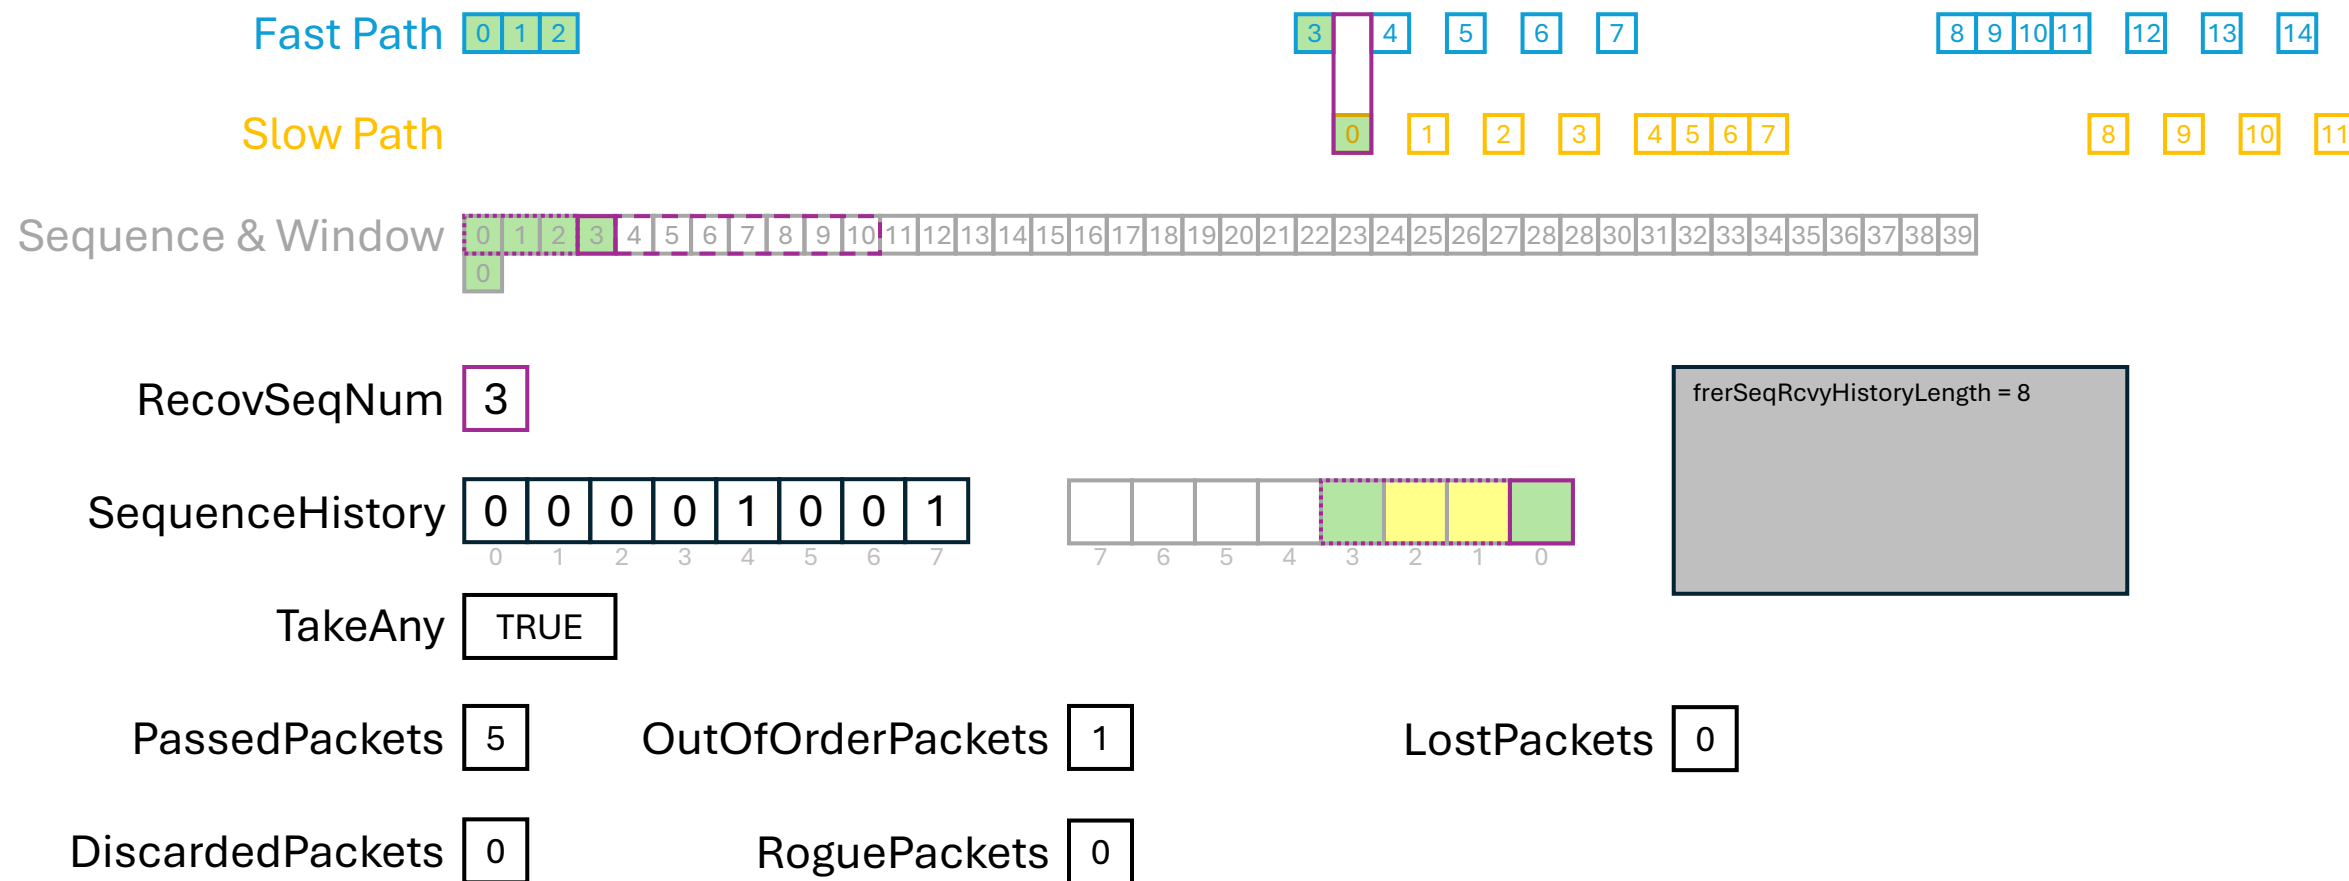 Fast Path 0 1 2 3 4 5 6 7 8 9 10 11 12 13 14
Slow Path 0 1 2 3 4 5 6 7 8 9 10 11
Sequence & Window 0 1 2 3 4 5 6 7 8 9 10 11 12 13 14 15 16 17 18 19 20 21 22 23 24 25 26 27 28 28 30 31 32 33 34 35 36 37 38 39
0
RecovSeqNum 3
frerSeqRcvyHistoryLength = 8
SequenceHistory 0 0 0 0 1 0 0 1
0 1 2 3 4 5 6 7 7 6 5 4 3 2 1 0
TakeAny TRUE
PassedPackets 5 OutOfOrderPackets 1 LostPackets 0
DiscardedPackets 0 RoguePackets 0